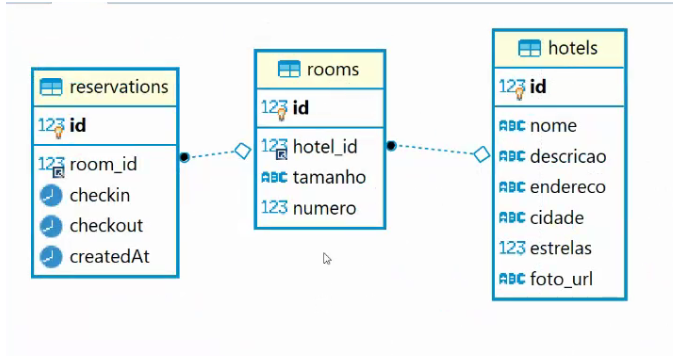 reservations
123 id
123 room_id
checkin
checkout
createdAt
rooms
123 id
123 hotel_id
ABC tamanho
123 numero
hotels
123 id
ABC nome
ABC descricao
ABC endereco
ABC cidade
123 estrelas
ABC foto_url